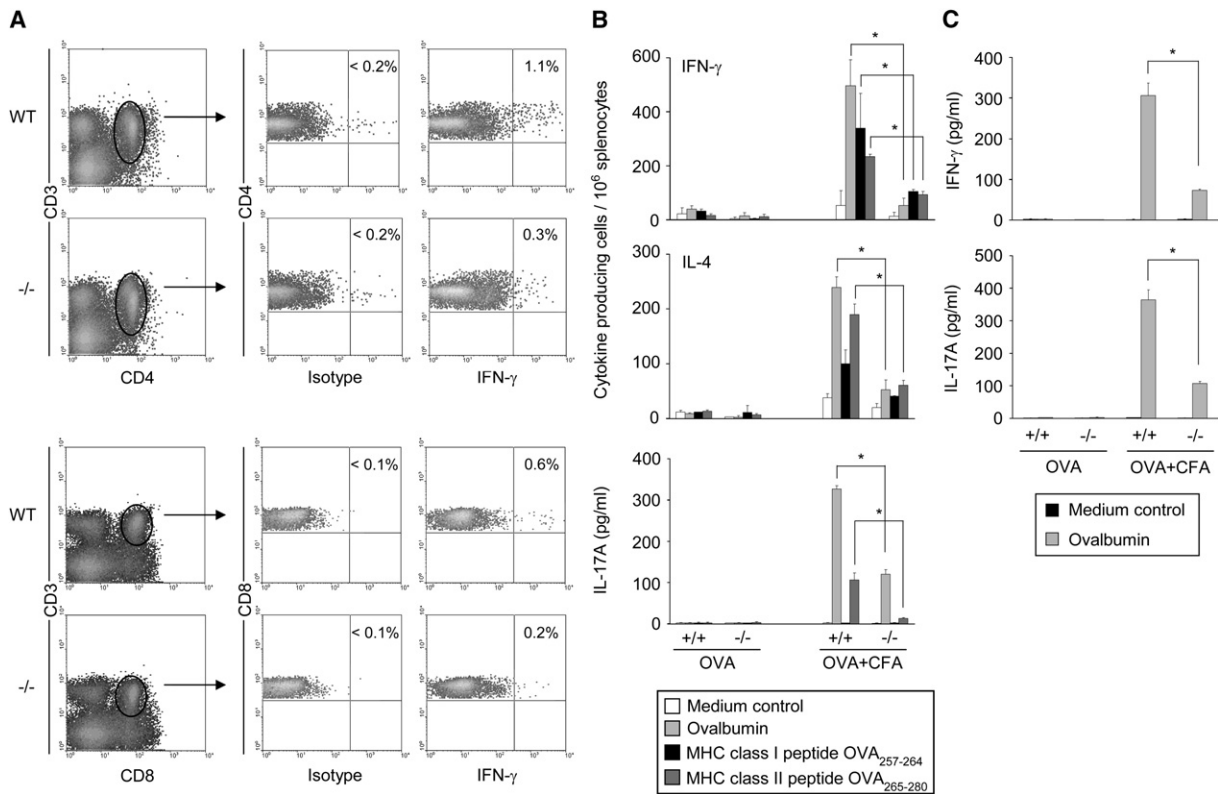 A
WT
CD3
CD4
< 0.2%
1.1%
-/-
< 0.2%
0.3%
CD4
Isotype
IFN-γ
WT
CD3
CD8
< 0.1%
0.6%
-/-
< 0.1%
0.2%
CD8
Isotype
IFN-γ
B
Cytokine producing cells / 10⁶ splenocytes
600
400
200
0
IFN-γ
*
*
*
300
200
100
0
IL-4
*
*
IL-17A (pg/ml)
400
300
200
100
0
*
*
+/+ -/- +/+ -/-
OVA OVA+CFA
Medium control
Ovalbumin
MHC class I peptide OVA257-264
MHC class II peptide OVA265-280
C
IFN-γ (pg/ml)
400
300
200
100
0
*
IL-17A (pg/ml)
500
400
300
200
100
0
*
+/+ -/- +/+ -/-
OVA OVA+CFA
Medium control
Ovalbumin